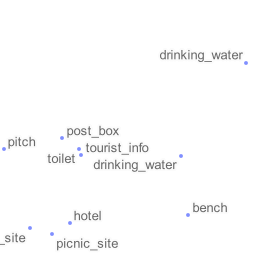 drinking_water
post_box
pitch
tourist_info
toilet
drinking_water
bench
hotel
_site
picnic_site